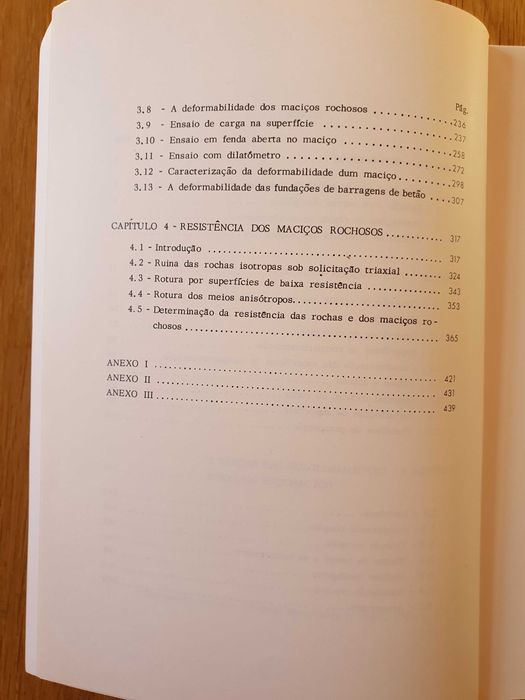 Pág.
3.8 - A deformabilidade dos maciços rochosos .......... 236
3.9 - Ensaio de carga na superfície .......... 237
3.10 - Ensaio em fenda aberta no maciço .......... 258
3.11 - Ensaio com dilatómetro .......... 272
3.12 - Caracterização da deformabilidade dum maciço .......... 298
3.13 - A deformabilidade das fundações de barragens de betão .... 307
CAPÍTULO 4 - RESISTÊNCIA DOS MACIÇOS ROCHOSOS .......... 317
4.1 - Introdução .......... 317
4.2 - Ruina das rochas isotropas sob solicitação triaxial ....... 324
4.3 - Rotura por superfícies de baixa resistência .......... 343
4.4 - Rotura dos meios anisótropos .......... 353
4.5 - Determinação da resistência das rochas e dos maciços ro-
chosos .......... 365
ANEXO I .......... 421
ANEXO II .......... 431
ANEXO III .......... 439